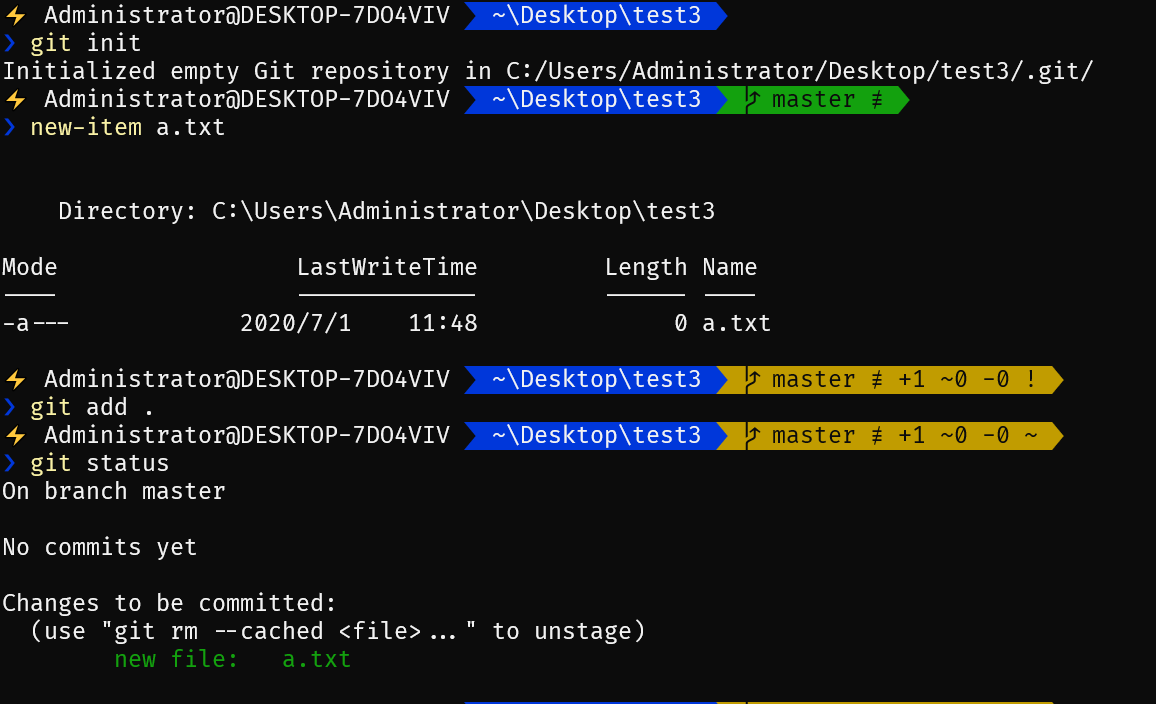 ⚡ Administrator@DESKTOP-7DO4VIV ~\Desktop\test3
❯ git init
Initialized empty Git repository in C:/Users/Administrator/Desktop/test3/.git/
⚡ Administrator@DESKTOP-7DO4VIV ~\Desktop\test3 master ≢
❯ new-item a.txt
Directory: C:\Users\Administrator\Desktop\test3
Mode LastWriteTime Length Name
---- ------------- ------ ----
-a--- 2020/7/1 11:48 0 a.txt
⚡ Administrator@DESKTOP-7DO4VIV ~\Desktop\test3 master ≢ +1 ~0 -0 !
❯ git add .
⚡ Administrator@DESKTOP-7DO4VIV ~\Desktop\test3 master ≢ +1 ~0 -0 ~
❯ git status
On branch master
No commits yet
Changes to be committed:
(use "git rm --cached <file>..." to unstage)
new file: a.txt